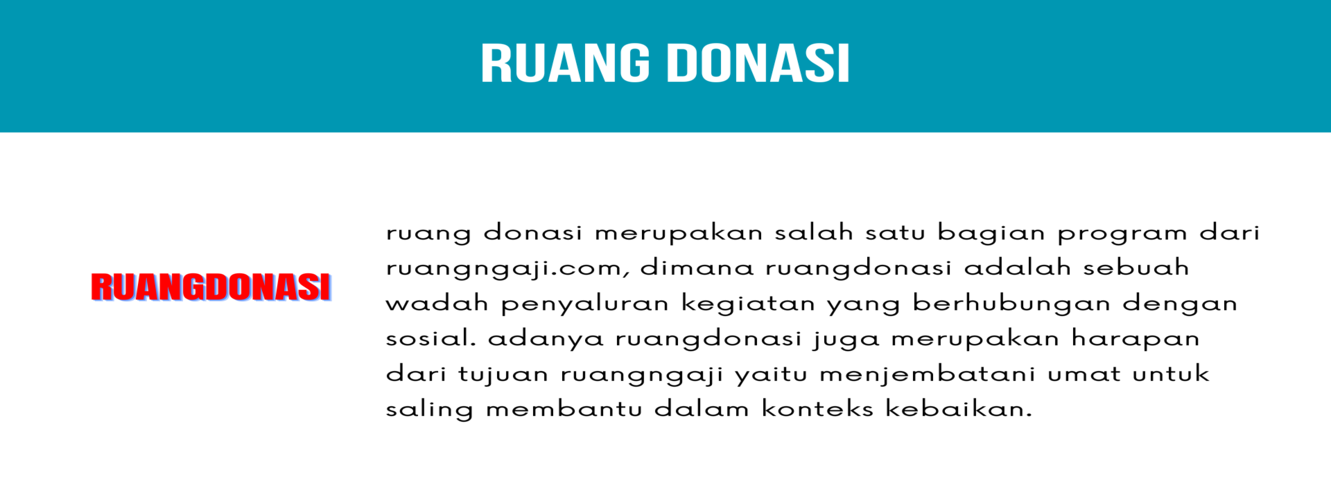 RUANG DONASI
RUANGDONASI
ruang donasi merupakan salah satu bagian program dari
ruangngaji.com, dimana ruangdonasi adalah sebuah
wadah penyaluran kegiatan yang berhubungan dengan
sosial. adanya ruangdonasi juga merupakan harapan
dari tujuan ruangngaji yaitu menjembatani umat untuk
saling membantu dalam konteks kebaikan.